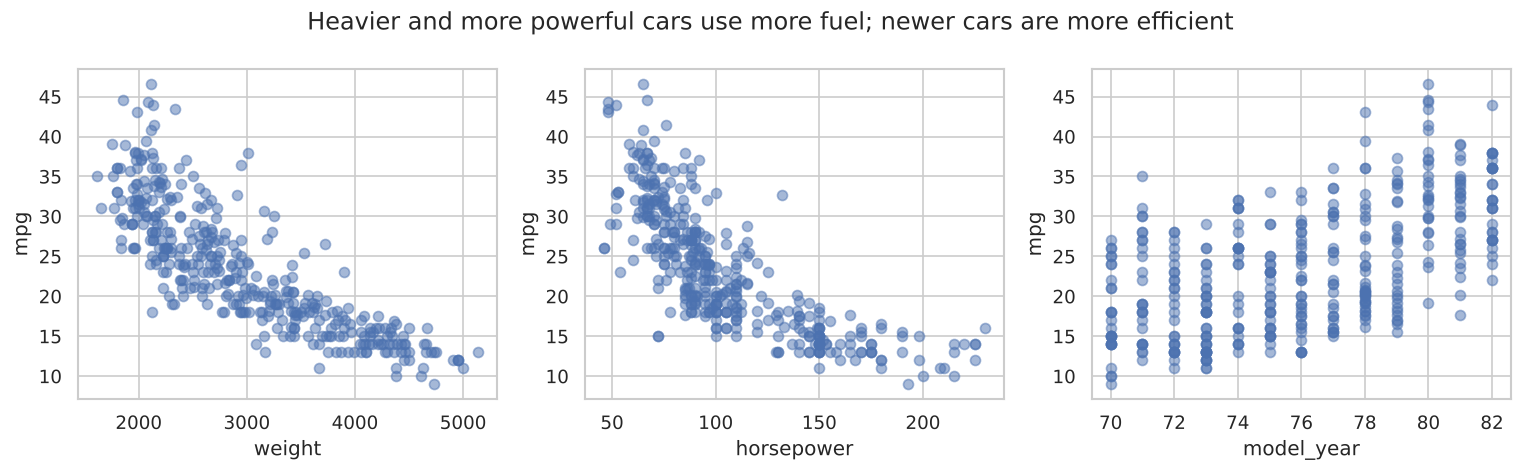 Heavier and more powerful cars use more fuel; newer cars are more efficient
mpg
45
40
35
30
25
20
15
10
2000 3000 4000 5000
weight
mpg
45
40
35
30
25
20
15
10
50 100 150 200
horsepower
mpg
45
40
35
30
25
20
15
10
70 72 74 76 78 80 82
model_year